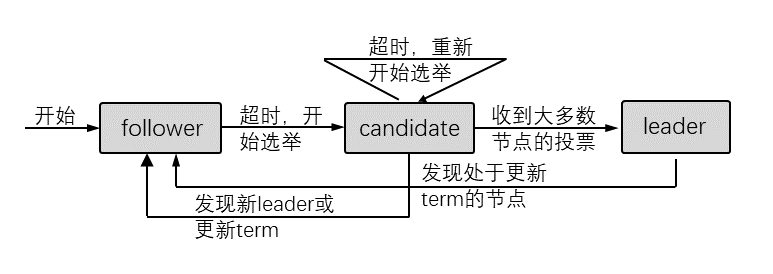 超时，重新
开始选举
开始
follower
超时，开
始选举
candidate
收到大多数
节点的投票
leader
发现处于更新
term的节点
发现新leader或
更新term